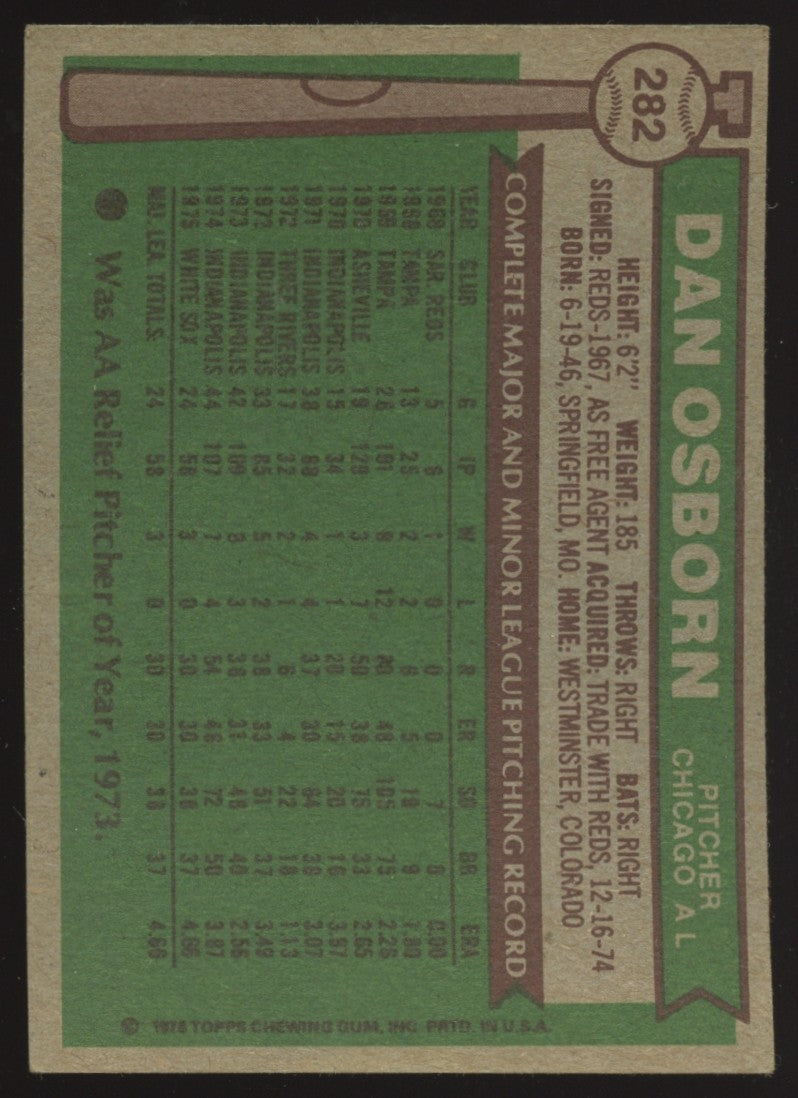 282
DAN OSBORN
PITCHER
CHICAGO A L
HEIGHT: 6'2" WEIGHT: 185 THROWS: RIGHT BATS: RIGHT
SIGNED: REDS-1967, AS FREE AGENT ACQUIRED: TRADE WITH REDS, 12-16-74
BORN: 6-19-46, SPRINGFIELD, MO. HOME: WESTMINSTER, COLORADO
COMPLETE MAJOR AND MINOR LEAGUE PITCHING RECORD
YEAR CLUB G IP W L R ER SO BB ERA
1968 SAR. REDS 5 6 1 0 0 0 7 8 0.00
1968 TAMPA 13 25 2 2 6 5 18 9 1.80
1969 TAMPA 26 191 9 12 48 105 75 2.26
1970 ASHEVILLE 19 129 3 7 50 38 75 33 2.65
1970 INDIANAPOLIS 15 34 1 1 20 15 20 16 3.97
1971 INDIANAPOLIS 38 88 4 4 37 30 64 3.07
1972 THREE RIVERS 17 32 2 1 6 4 22 18 1.13
1972 INDIANAPOLIS 33 85 5 2 38 33 51 37 3.49
1973 INDIANAPOLIS 42 109 8 3 36 31 48 40 2.56
1974 INDIANAPOLIS 44 107 7 4 54 46 72 50 3.87
1975 WHITE SOX 24 58 3 0 30 30 38 37 4.66
MAJ. LEA. TOTALS: 24 58 3 0 30 30 38 37 4.66
Was AA Relief Pitcher of Year, 1973.
© 1976 TOPPS CHEWING GUM, INC. PRTD. IN U.S.A.